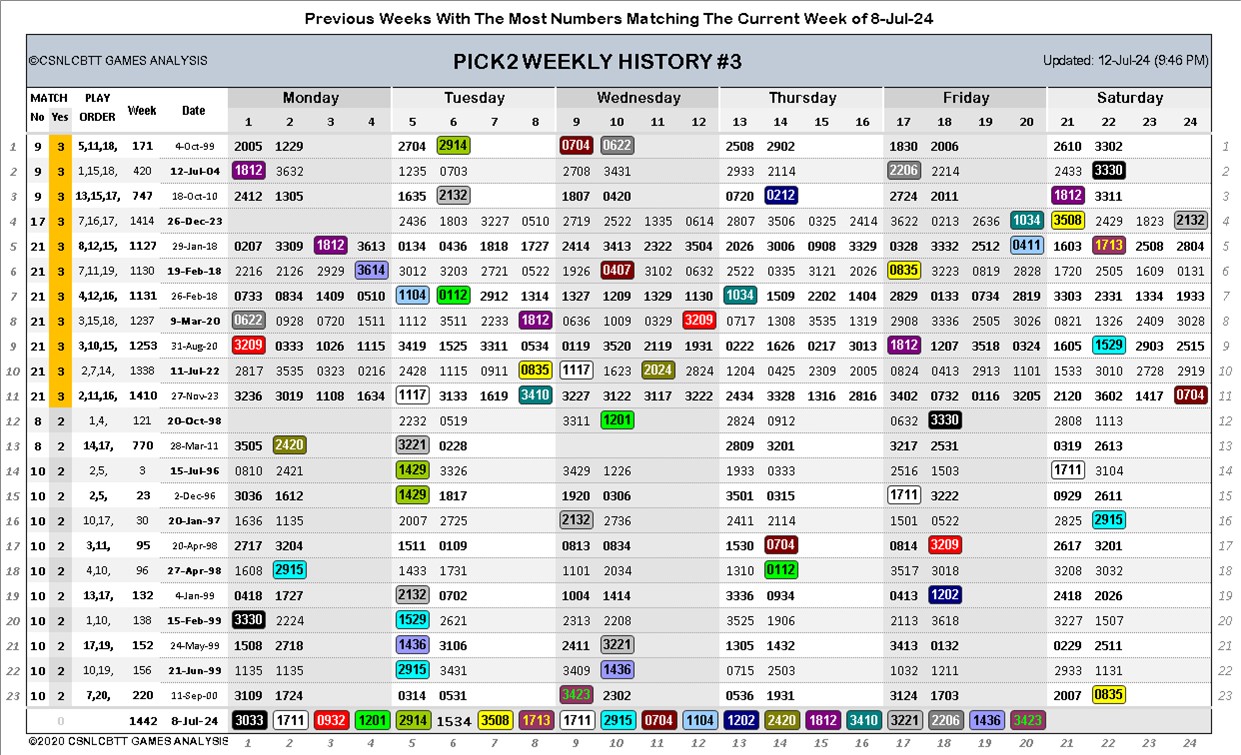 Previous Weeks With The Most Numbers Matching The Current Week of 8-Jul-24
©CSNLCBTT GAMES ANALYSIS PICK2 WEEKLY HISTORY #3 Updated: 12-Jul-24 (9:46 PM)
MATCH PLAY Week Date Monday Tuesday Wednesday Thursday Friday Saturday
No Yes ORDER 1 2 3 4 5 6 7 8 9 10 11 12 13 14 15 16 17 18 19 20 21 22 23 24
1 9 3 5,11,18, 171 4-Oct-99 2005 1229 2704 2914 0704 0622 2508 2902 1830 2006 2610 3302 1
2 9 3 1,15,18, 420 12-Jul-04 1812 3632 1235 0703 2708 3431 2933 2114 2206 2214 2433 3330 2
3 9 3 13,15,17, 747 18-Oct-10 2412 1305 1635 2132 1807 0420 0720 0212 2724 2011 1812 3311 3
4 17 3 7,16,17, 1414 26-Dec-23 2436 1803 3227 0510 2719 2522 1335 0614 2807 3506 0325 2414 3622 0213 2636 1034 3508 2429 1823 2132 4
5 21 3 8,12,15, 1127 29-Jan-18 0207 3309 1812 3613 0134 0436 1818 1727 2414 3413 2322 3504 2026 3006 0908 3329 0328 3332 2512 0411 1603 1713 2508 2804 5
6 21 3 7,11,19, 1130 19-Feb-18 2216 2126 2929 3614 3012 3203 2721 0522 1926 0407 3102 0632 2522 0335 3121 2026 0835 3223 0819 2828 1720 2505 1609 0131 6
7 21 3 4,12,16, 1131 26-Feb-18 0733 0834 1409 0510 1104 0112 2912 1314 1327 1209 1329 1130 1034 1509 2202 1404 2829 0133 0734 2819 3303 2331 1334 1933 7
8 21 3 3,15,18, 1237 9-Mar-20 0622 0928 0720 1511 1112 3511 2233 1812 0636 1009 0329 3209 0717 1308 3535 1319 2908 3336 2505 3026 0821 1326 2409 3028 8
9 21 3 3,10,15, 1253 31-Aug-20 3209 0333 1026 1115 3419 1525 3311 0534 0119 3520 2119 1931 0222 1626 0217 3013 1812 1207 3518 0324 1605 1529 2903 2515 9
10 21 3 2,7,14, 1338 11-Jul-22 2817 3535 0323 0216 2428 1115 0911 0835 1117 1623 2024 2824 1204 0425 2309 2005 0824 0413 2913 1101 1533 3010 2728 2919 10
11 21 3 2,11,16, 1410 27-Nov-23 3236 3019 1108 1634 1117 3133 1619 3410 3227 3122 3117 3222 2434 3328 1316 2816 3402 0732 0116 3205 2120 3602 1417 0704 11
12 8 2 1,4, 121 20-Oct-98 2232 0519 3311 1201 2824 0912 0632 3330 2808 1113 12
13 8 2 14,17, 770 28-Mar-11 3505 2420 3221 0228 2809 3201 3217 2531 0319 2613 13
14 10 2 2,5, 3 15-Jul-96 0810 2421 1429 3326 3429 1226 1933 0333 2516 1503 1711 3104 14
15 10 2 2,5, 23 2-Dec-96 3036 1612 1429 1817 1920 0306 3501 0315 1711 3222 0929 2611 15
16 10 2 10,17, 30 20-Jan-97 1636 1135 2007 2725 2132 2736 2411 2114 1501 0522 2825 2915 16
17 10 2 3,11, 95 20-Apr-98 2717 3204 1511 0109 0813 0834 1530 0704 0814 3209 2617 3201 17
18 10 2 4,10, 96 27-Apr-98 1608 2915 1433 1731 1101 2034 1310 0112 3517 3018 3208 3032 18
19 10 2 13,17, 132 4-Jan-99 0418 1727 2132 0702 1004 1414 3336 0934 0413 1202 2418 2026 19
20 10 2 1,10, 138 15-Feb-99 3330 2224 1529 2621 2313 2208 3525 1906 2113 3618 3227 1507 20
21 10 2 17,19, 152 24-May-99 1508 2718 1436 3106 2411 3221 1305 1432 3413 0132 0229 2511 21
22 10 2 10,19, 156 21-Jun-99 1135 1135 2915 3431 3409 1436 0715 2503 1032 1211 2933 1131 22
23 10 2 7,20, 220 11-Sep-00 3109 1724 0314 0531 3423 2302 0536 1931 3124 1703 2007 0835 23
0 1442 8-Jul-24 3033 1711 0932 1201 2914 1534 3508 1713 1711 2915 0704 1104 1202 2420 1812 3410 3221 2206 1436 3423
©2020 CSNLCBTT GAMES ANALYSIS 1 2 3 4 5 6 7 8 9 10 11 12 13 14 15 16 17 18 19 20 21 22 23 24